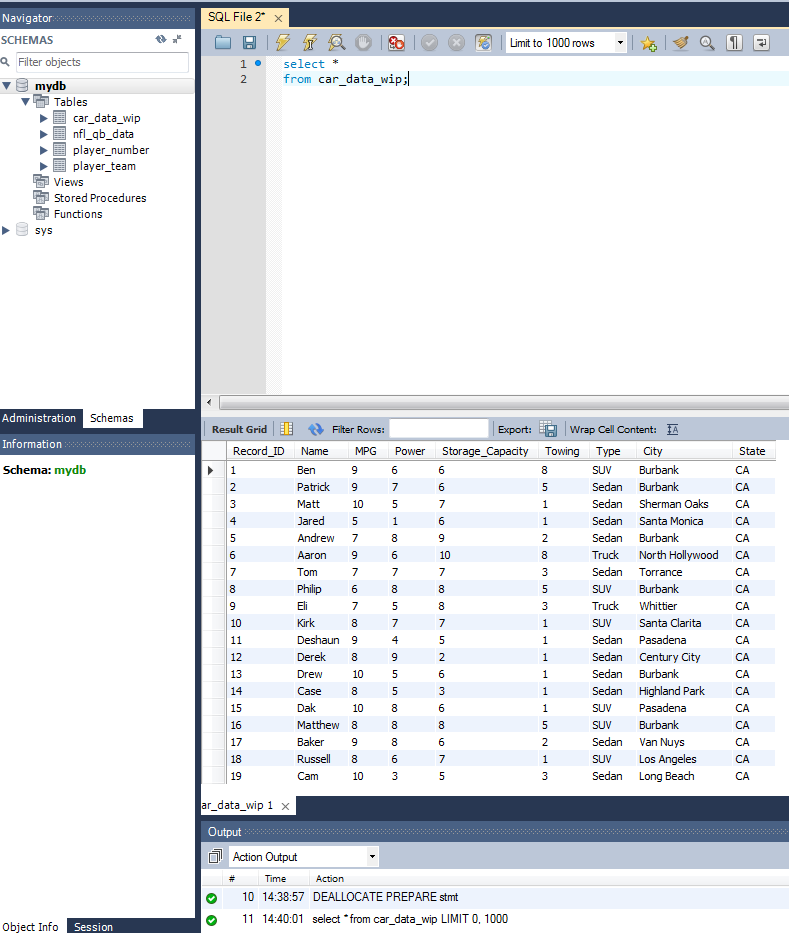 Navigator
SCHEMAS
Filter objects
mydb
Tables
car_data_wip
nfl_qb_data
player_number
player_team
Views
Stored Procedures
Functions
sys
Administration Schemas
Information
Schema: mydb
Object Info Session
SQL File 2*
Limit to 1000 rows
1 select *
2 from car_data_wip;
Result Grid Filter Rows: Export: Wrap Cell Content:
Record_ID Name MPG Power Storage_Capacity Towing Type City State
1 Ben 9 6 6 8 SUV Burbank CA
2 Patrick 9 7 6 5 Sedan Burbank CA
3 Matt 10 5 7 1 Sedan Sherman Oaks CA
4 Jared 5 1 6 1 Sedan Santa Monica CA
5 Andrew 7 8 9 2 Sedan Burbank CA
6 Aaron 9 6 10 8 Truck North Hollywood CA
7 Tom 7 7 7 3 Sedan Torrance CA
8 Philip 6 8 8 5 SUV Burbank CA
9 Eli 7 5 8 3 Truck Whittier CA
10 Kirk 8 7 7 1 SUV Santa Clarita CA
11 Deshaun 9 4 5 1 Sedan Pasadena CA
12 Derek 8 9 2 1 Sedan Century City CA
13 Drew 10 5 6 1 Sedan Burbank CA
14 Case 8 5 3 1 Sedan Highland Park CA
15 Dak 10 8 6 1 SUV Pasadena CA
16 Matthew 8 8 8 5 SUV Burbank CA
17 Baker 9 8 6 2 Sedan Van Nuys CA
18 Russell 8 6 7 1 SUV Los Angeles CA
19 Cam 10 3 5 3 Sedan Long Beach CA
ar_data_wip 1
Output
Action Output
# Time Action
10 14:38:57 DEALLOCATE PREPARE stmt
11 14:40:01 select * from car_data_wip LIMIT 0, 1000